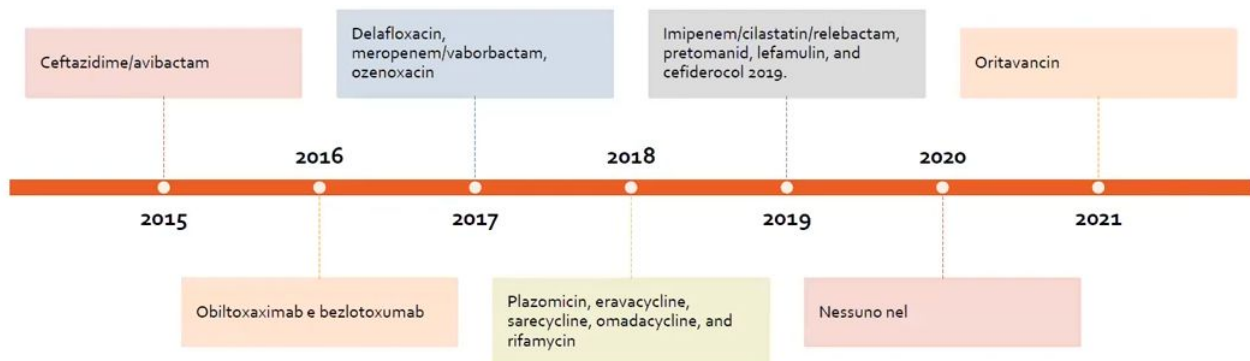 Ceftazidime/avibactam
Delafloxacin,
meropenem/vaborbactam,
ozenoxacin
Imipenem/cilastatin/relebactam,
pretomanid, lefamulin, and
cefiderocol 2019.
Oritavancin
2016
2018
2020
2015
2017
2019
2021
Obiltoxaximab e bezlotoxumab
Plazomicin, eravacycline,
sarecycline, omadacycline, and
rifamycin
Nessuno nel